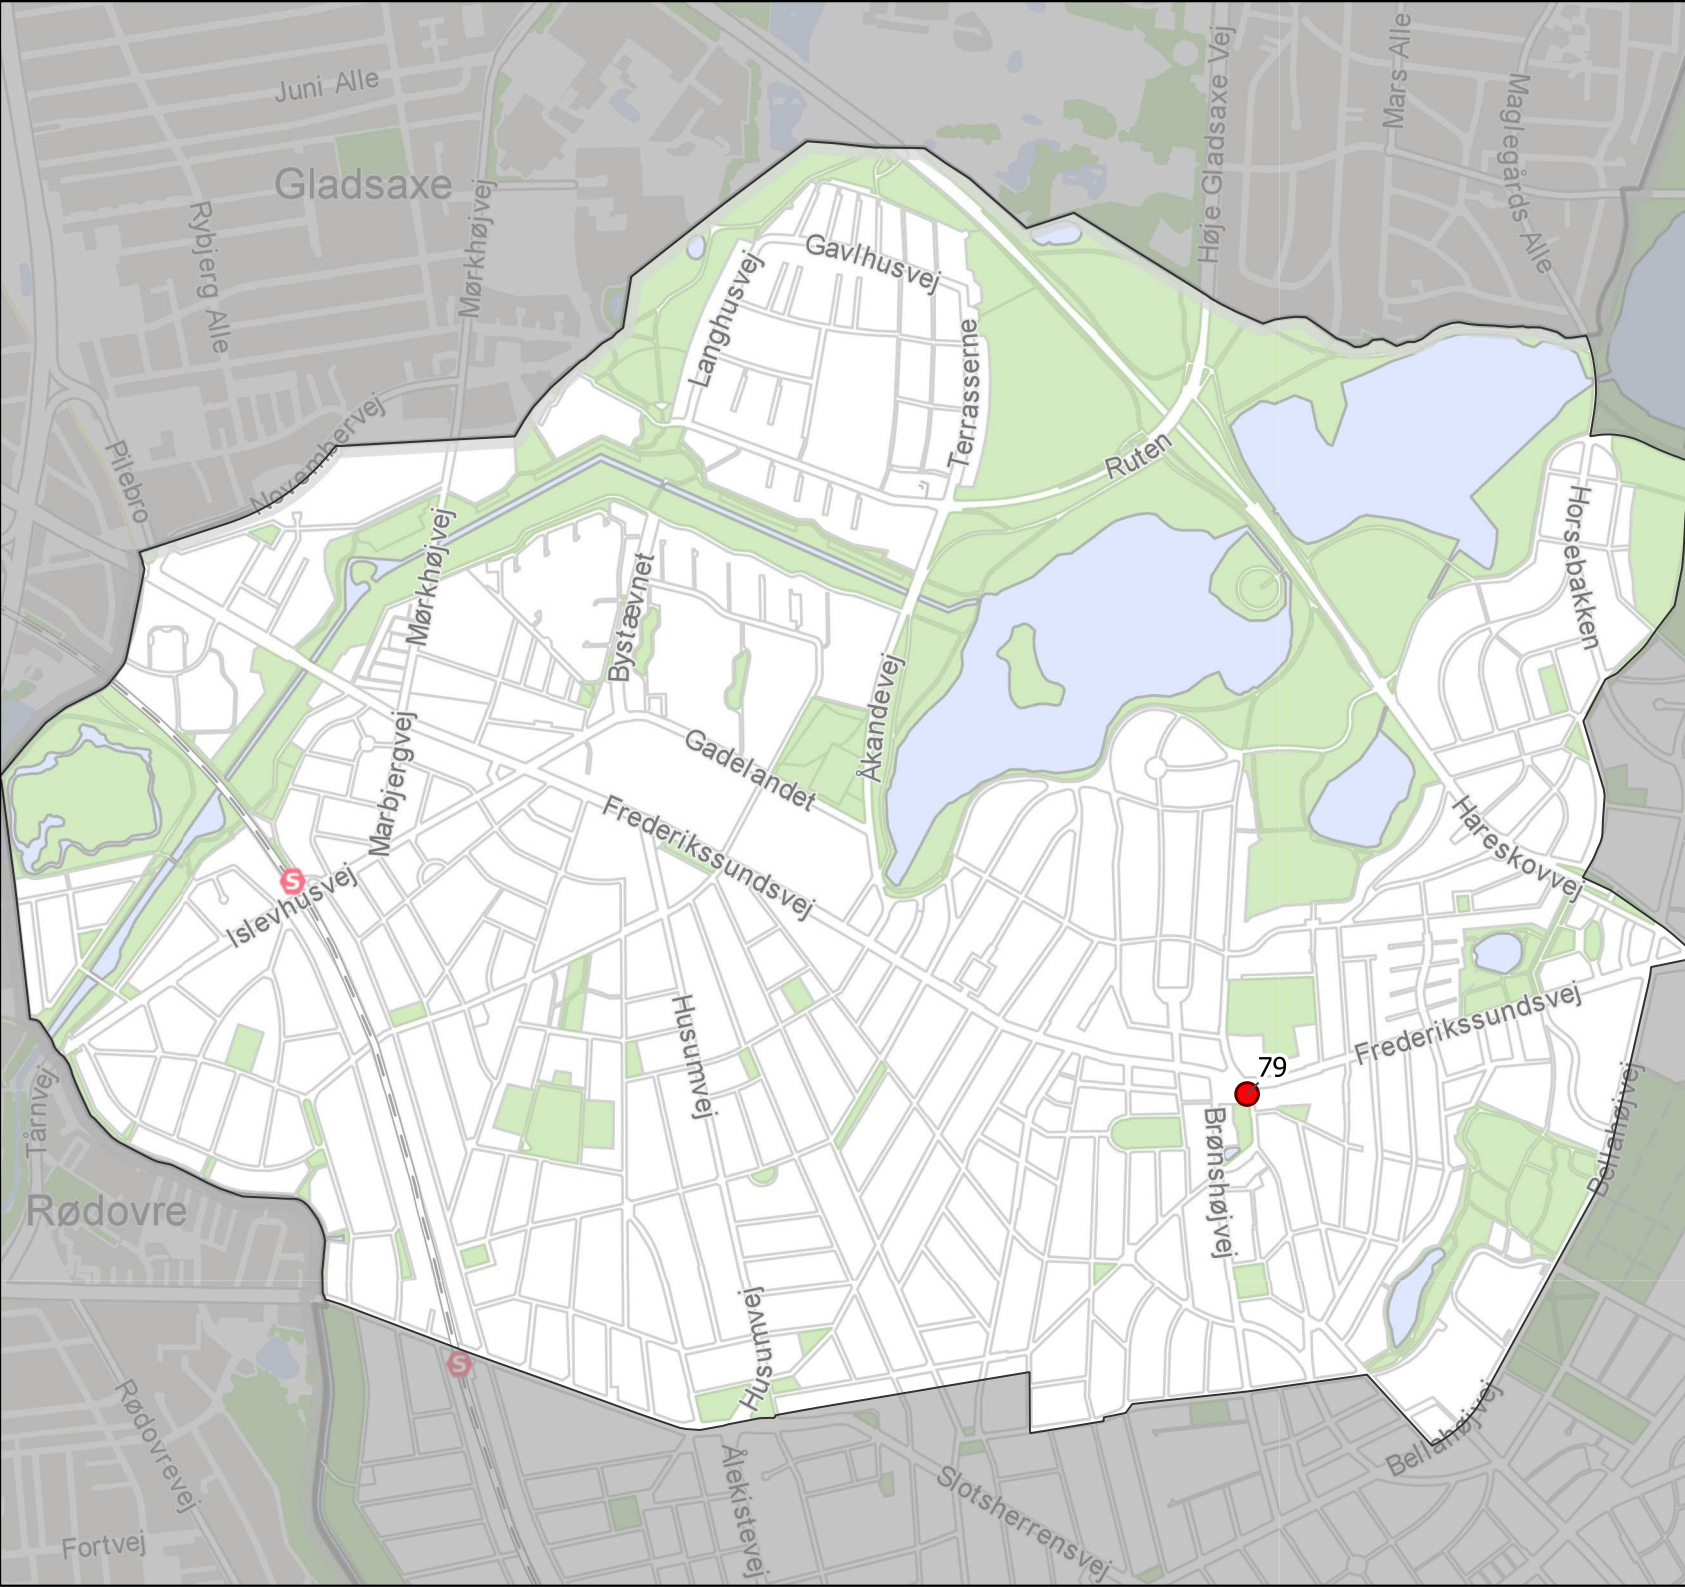 Juni Alle
Gladsaxe
Mørkhøjvej
Rybjerg Alle
Høje Gladsaxe Vej
Mars Alle
Maglegårds Alle
Gavlhusvej
Langhusvej
Terrasserne
Novembervej
Pilebro
Ruten
Horsebakken
Mørkhøjvej
Bystævnet
Åkandevej
Marbjergvej
Gadelandet
Frederikssundsvej
Hareskovvej
S
Islevhusvej
Husumvej
Frederikssundsvej
79
Tårnvej
Brønshøjvej
Bellahøjvej
Rødovre
Husumvej
S
Rødovrevej
Bellahøjvej
Ålekistevej
Slotsherrensvej
Fortvej